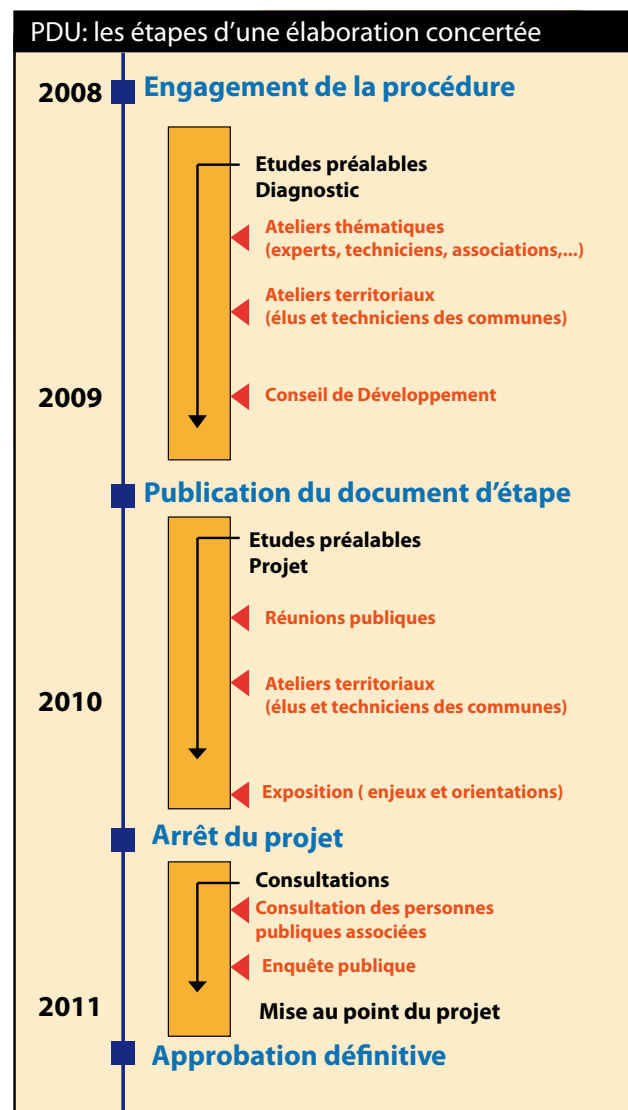 PDU: les étapes d'une élaboration concertée
2008
Engagement de la procédure
Etudes préalables
Diagnostic
Ateliers thématiques
(experts, techniciens, associations,...)
Ateliers territoriaux
(élus et techniciens des communes)
2009
Conseil de Développement
Publication du document d'étape
Etudes préalables
Projet
Réunions publiques
Ateliers territoriaux
2010
(élus et techniciens des communes)
Exposition ( enjeux et orientations)
Arrêt du projet
Consultations
Consultation des personnes
publiques associées
Enquête publique
2011
Mise au point du projet
Approbation définitive